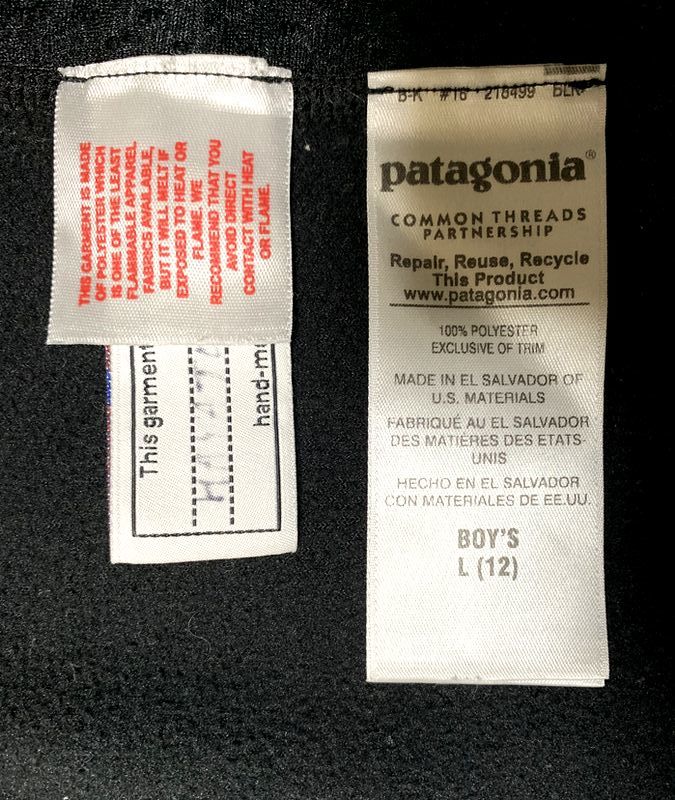 THIS GARMENT IS MADE
OF POLYESTER WHICH
IS ONE OF THE LEAST
FLAMMABLE APPAREL
FABRICS AVAILABLE,
BUT IT WILL MELT IF
EXPOSED TO HEAT OR
FLAME. WE
RECOMMEND THAT YOU
AVOID DIRECT
CONTACT WITH HEAT
OR FLAME.
This garment
hand-m
B-K #16 218499 BLK
patagonia®
COMMON THREADS
PARTNERSHIP
Repair, Reuse, Recycle
This Product
www.patagonia.com
100% POLYESTER
EXCLUSIVE OF TRIM
MADE IN EL SALVADOR OF
U.S. MATERIALS
FABRIQUÉ AU EL SALVADOR
DES MATIÈRES DES ETATS-
UNIS
HECHO EN EL SALVADOR
CON MATERIALES DE EE.UU.
BOY'S
L (12)